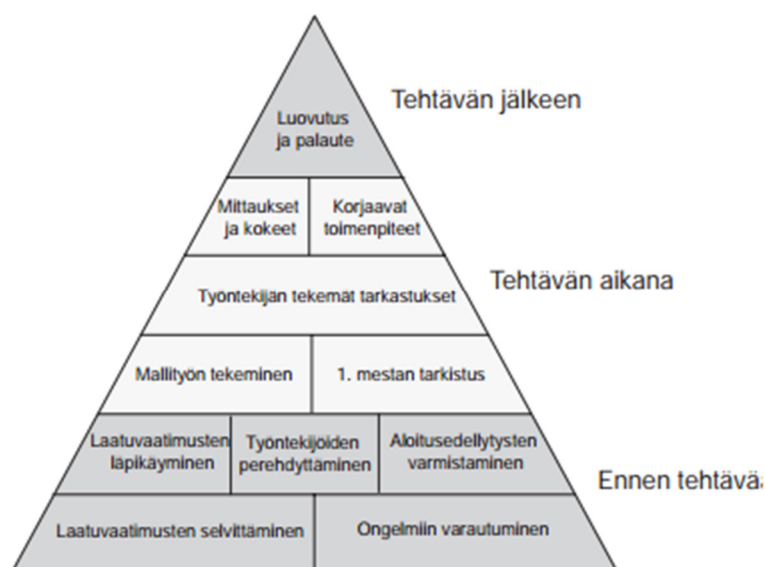 Luovutus
ja palaute
Tehtävän jälkeen
Mittaukset
ja kokeet
Korjaavat
toimenpiteet
Työntekijän tekemät tarkastukset
Tehtävän aikana
Mallityön tekeminen
1. mestan tarkistus
Laatuvaatimusten
läpikäyminen
Työntekijöiden
perehdyttäminen
Aloitusedellytysten
varmistaminen
Ennen
Laatuvaatimusten selvittäminen
Ongelmiin varautuminen